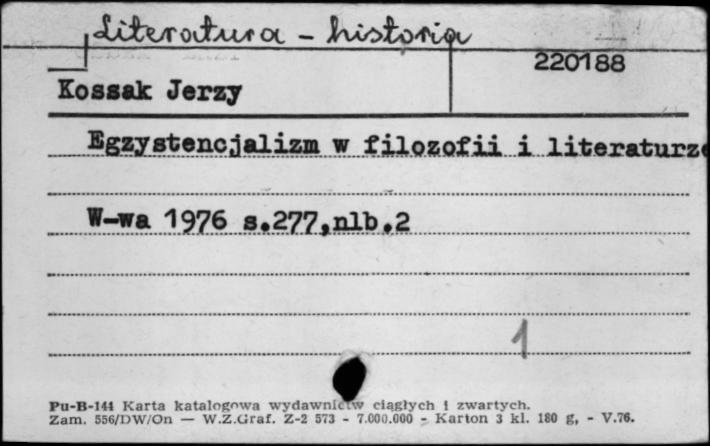 Literatura - historia
220188
Kossak Jerzy
Egzystencjalizm w filozofii i literaturze
W-wa 1976 s.277,nlb.2
1
Pu-B-144 Karta katalogowa wydawnictw ciągłych i zwartych.
Zam. 556/DW/On — W.Z.Graf. Z-2 573 - 7.000.000 - Karton 3 kl. 180 g, - V.76.